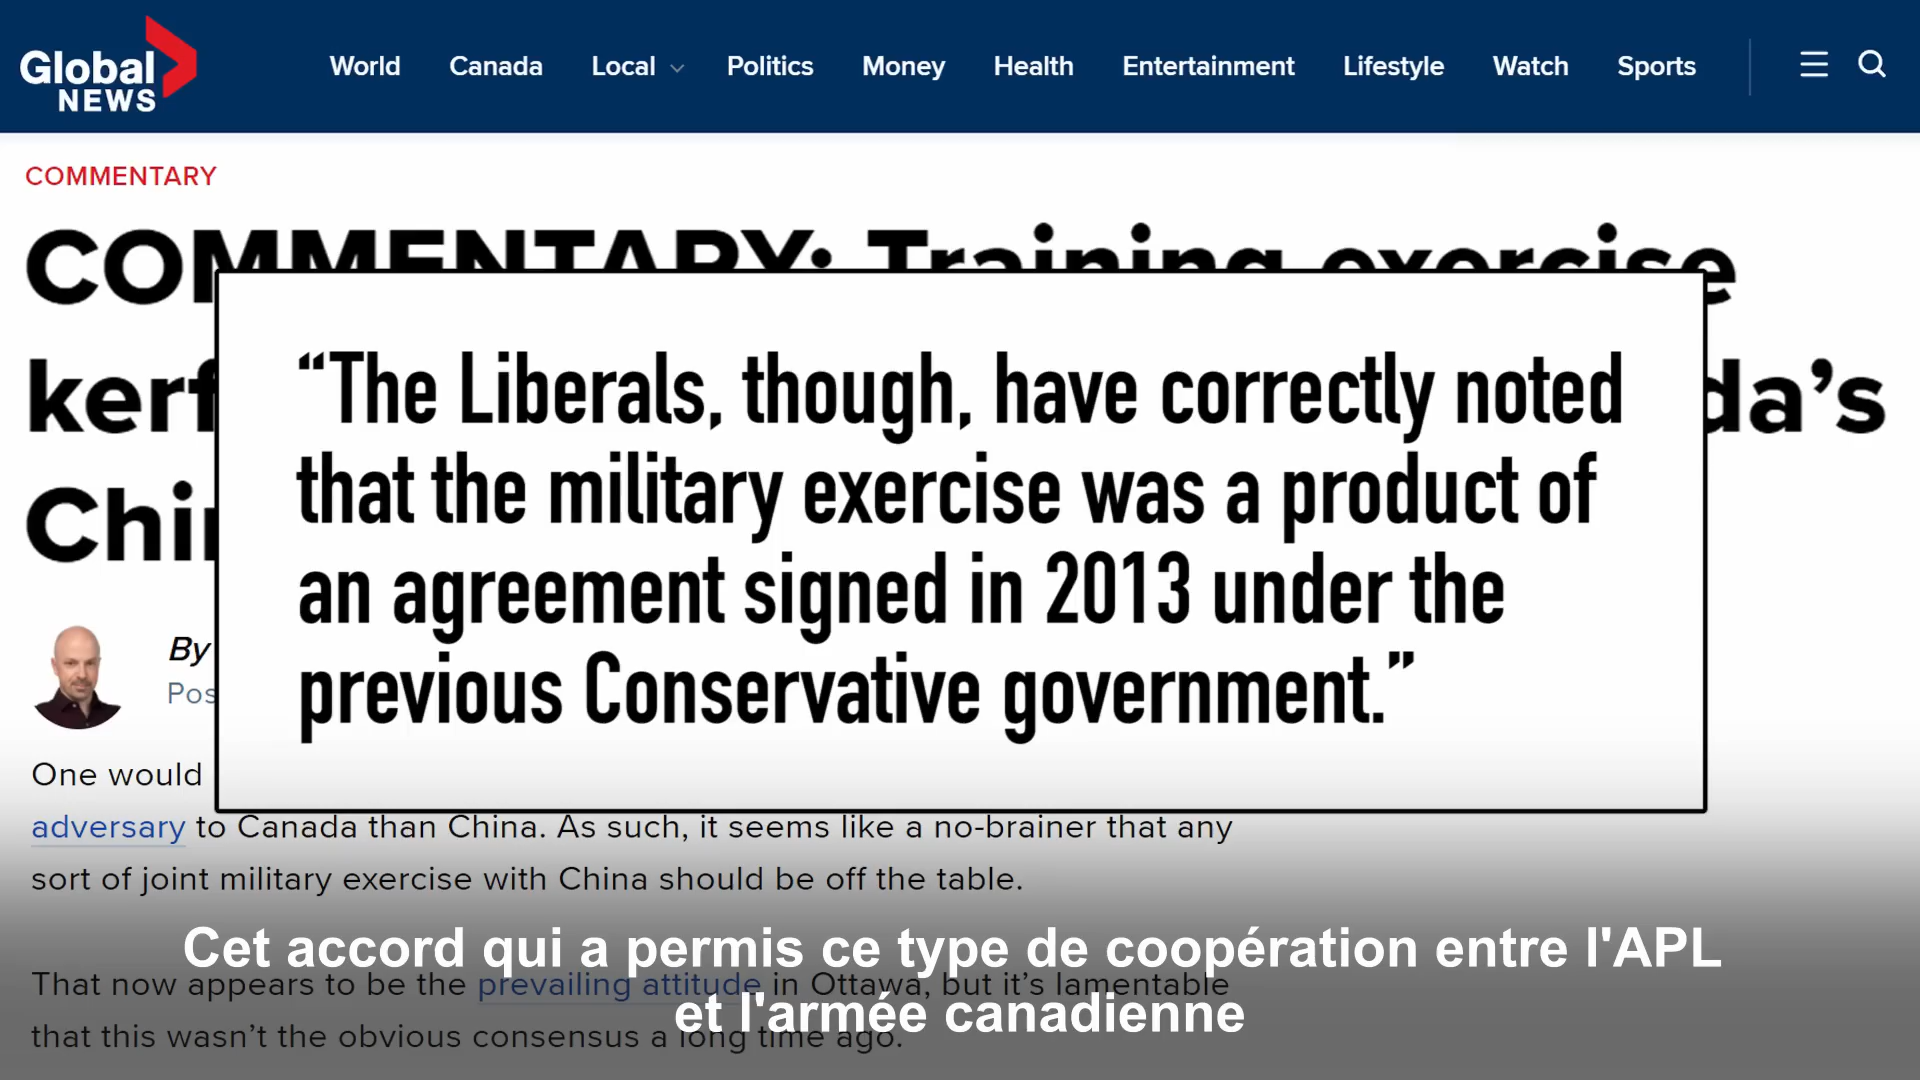 Global
NEWS
World Canada Local Politics Money Health Entertainment Lifestyle Watch Sports
COMMENTARY
COMMENTARY: Training exercise
“The Liberals, though, have correctly noted
that the military exercise was a product of
an agreement signed in 2013 under the
previous Conservative government.”
By
One would
adversary to Canada than China. As such, it seems like a no-brainer that any
sort of joint military exercise with China should be off the table.
Cet accord qui a permis ce type de coopération entre l'APL
That now appears to be the prevailing attitude in Ottawa, but it’s lamentable
et l'armée canadienne
that this wasn’t the obvious consensus a long time ago.